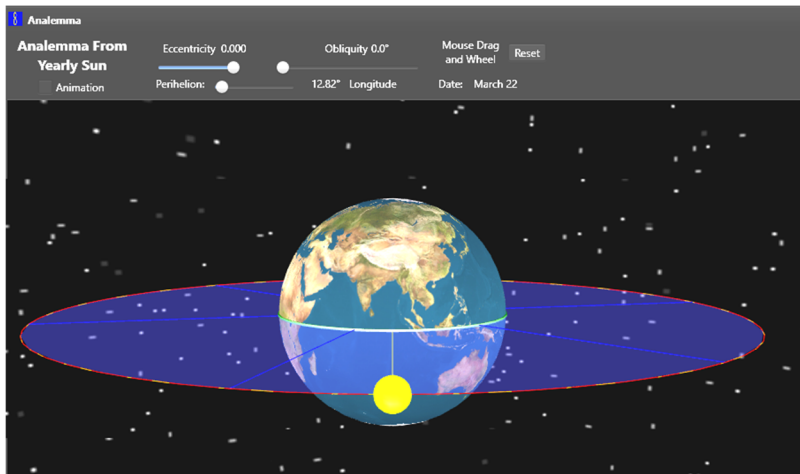 Analemma
Analemma From
Yearly Sun
Animation
Eccentricity 0.000
Obliquity 0.0°
Perihelion:
12.82° Longitude
Mouse Drag
and Wheel
Reset
Date: March 22